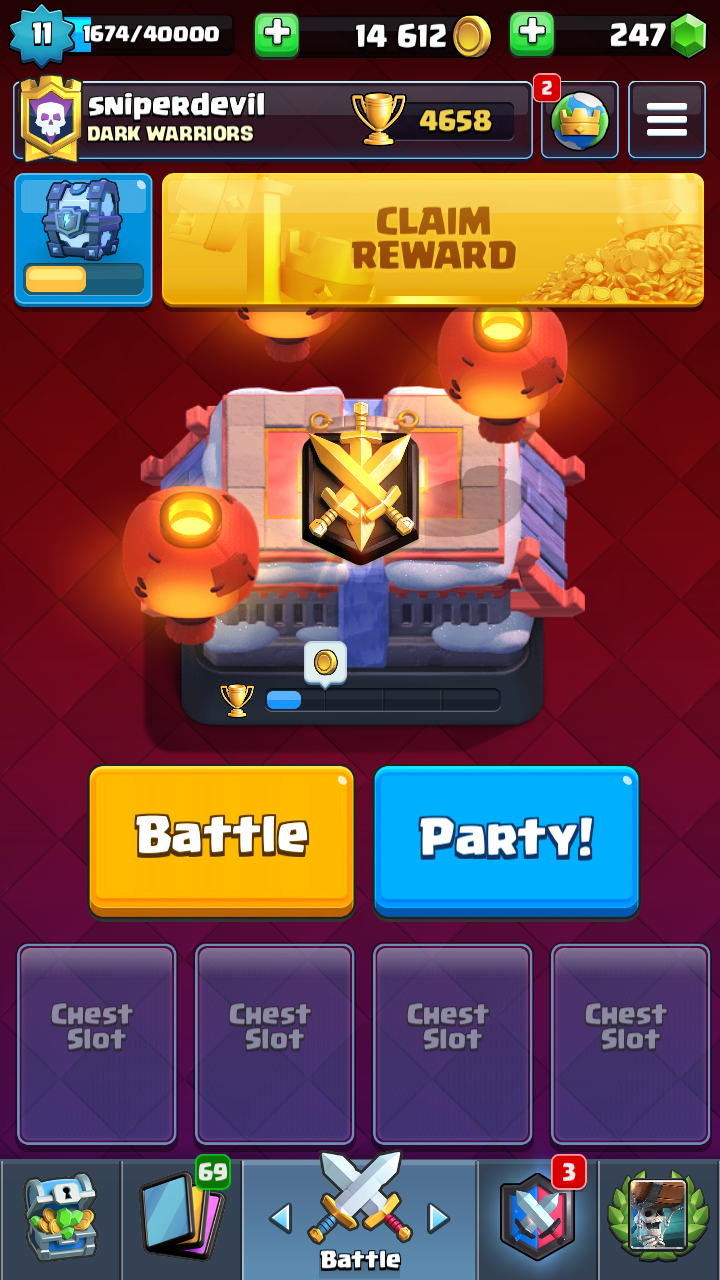 11
1674/40000
14 612
247
sniperdevil
DARK WARRIORS
4658
2
CLAIM
REWARD
Battle
Party!
Chest
Slot
Chest
Slot
Chest
Slot
Chest
Slot
69
3
Battle